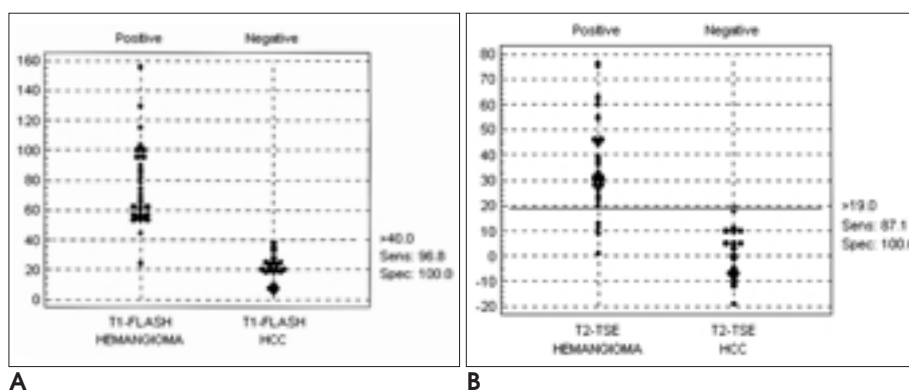 Positive Negative
160
140
120
100
80
60
40
20
0
>40.0
Sens: 96.8
Spec: 100.0
T1-FLASH T1-FLASH
HEMANGIOMA HCC
A
Positive Negative
80
70
60
50
40
30
20
10
0
-10
-20
>19.0
Sens: 87.1
Spec: 100.
T2-TSE T2-TSE
HEMANGIOMA HCC
B